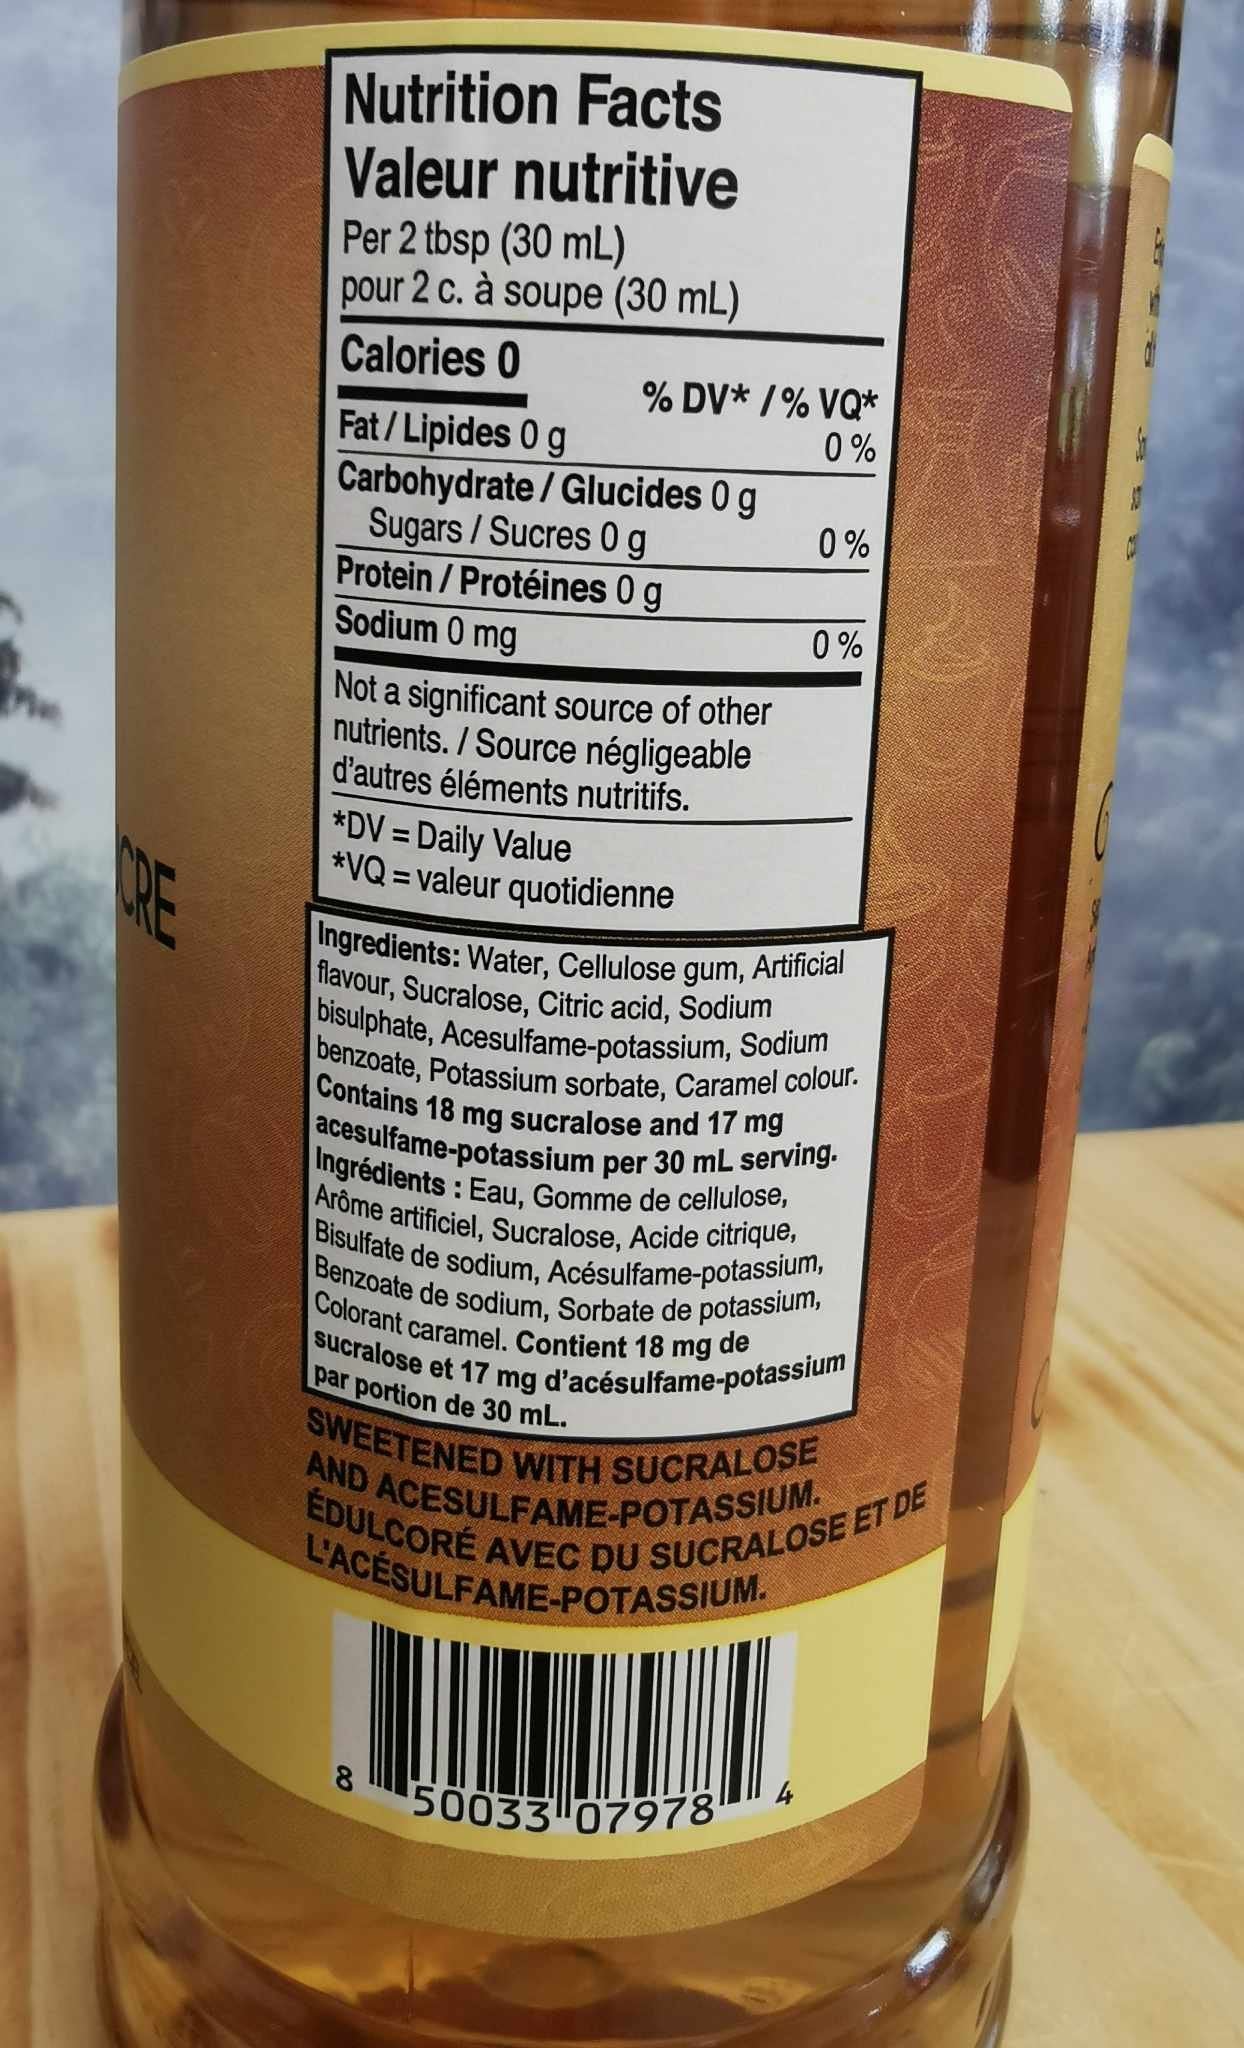 Nutrition Facts
Valeur nutritive
Per 2 tbsp (30 mL)
pour 2 c. à soupe (30 mL)
Calories 0
% DV* / % VQ*
Fat / Lipides 0 g 0 %
Carbohydrate / Glucides 0 g
Sugars / Sucres 0 g 0 %
Protein / Protéines 0 g
Sodium 0 mg 0 %
Not a significant source of other
nutrients. / Source négligeable
d'autres éléments nutritifs.
*DV = Daily Value
*VQ = valeur quotidienne
Ingredients: Water, Cellulose gum, Artificial
flavour, Sucralose, Citric acid, Sodium
bisulphate, Acesulfame-potassium, Sodium
benzoate, Potassium sorbate, Caramel colour.
Contains 18 mg sucralose and 17 mg
acesulfame-potassium per 30 mL serving.
Ingrédients : Eau, Gomme de cellulose,
Arôme artificiel, Sucralose, Acide citrique,
Bisulfate de sodium, Acésulfame-potassium,
Benzoate de sodium, Sorbate de potassium,
Colorant caramel. Contient 18 mg de
sucralose et 17 mg d'acésulfame-potassium
par portion de 30 mL.
SWEETENED WITH SUCRALOSE
AND ACESULFAME-POTASSIUM.
ÉDULCORÉ AVEC DU SUCRALOSE ET DE
L'ACÉSULFAME-POTASSIUM.
8 50033 07978 4